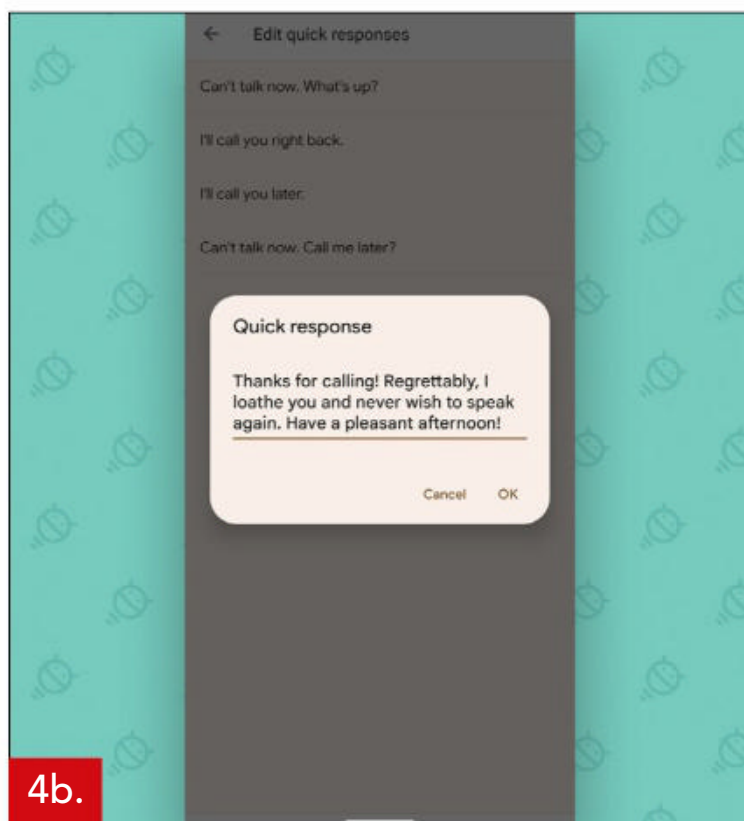 Edit quick responses
Can't talk now. What's up?
I'll call you right back.
I'll call you later.
Can't talk now. Call me later?
Quick response
Thanks for calling! Regrettably, I
loathe you and never wish to speak
again. Have a pleasant afternoon!
Cancel OK
4b.